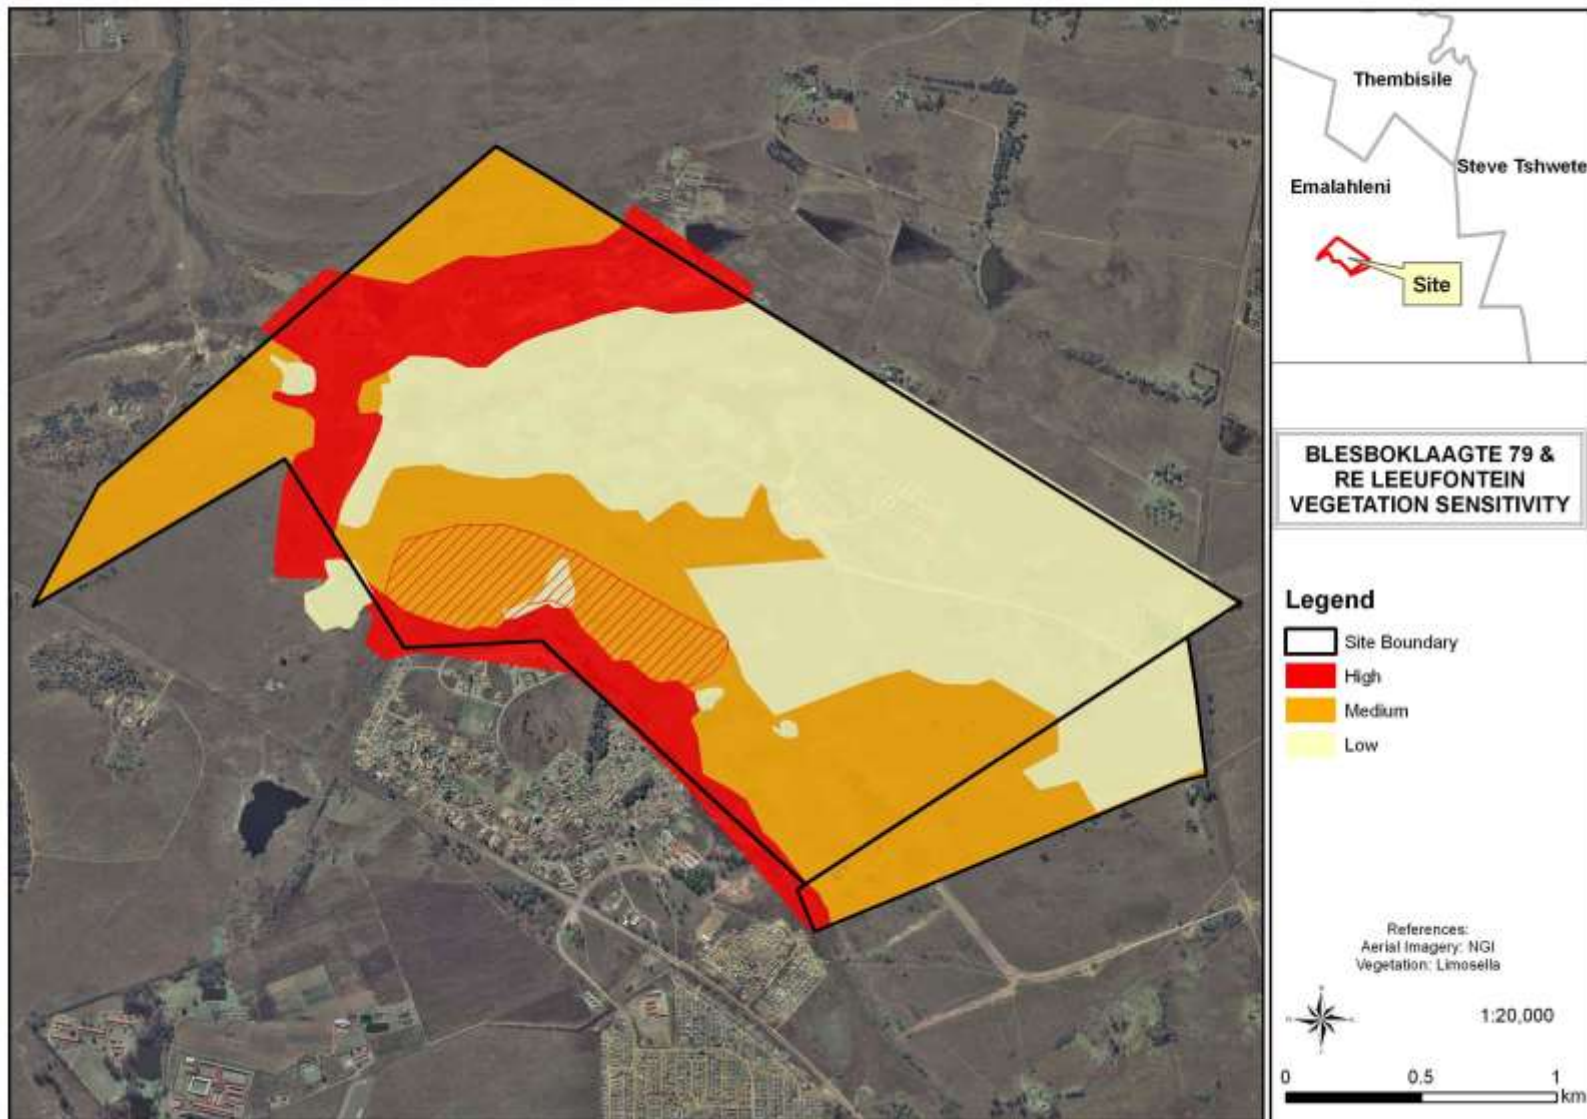 Thembisile
Steve Tshwete
Emalahleni
Site
BLESBOKLAAGTE 79 &
RE LEEUFONTEIN
VEGETATION SENSITIVITY
Legend
Site Boundary
High
Medium
Low
References:
Aerial Imagery: NGI
Vegetation: Limosella
1:20,000
0 0.5 1
km